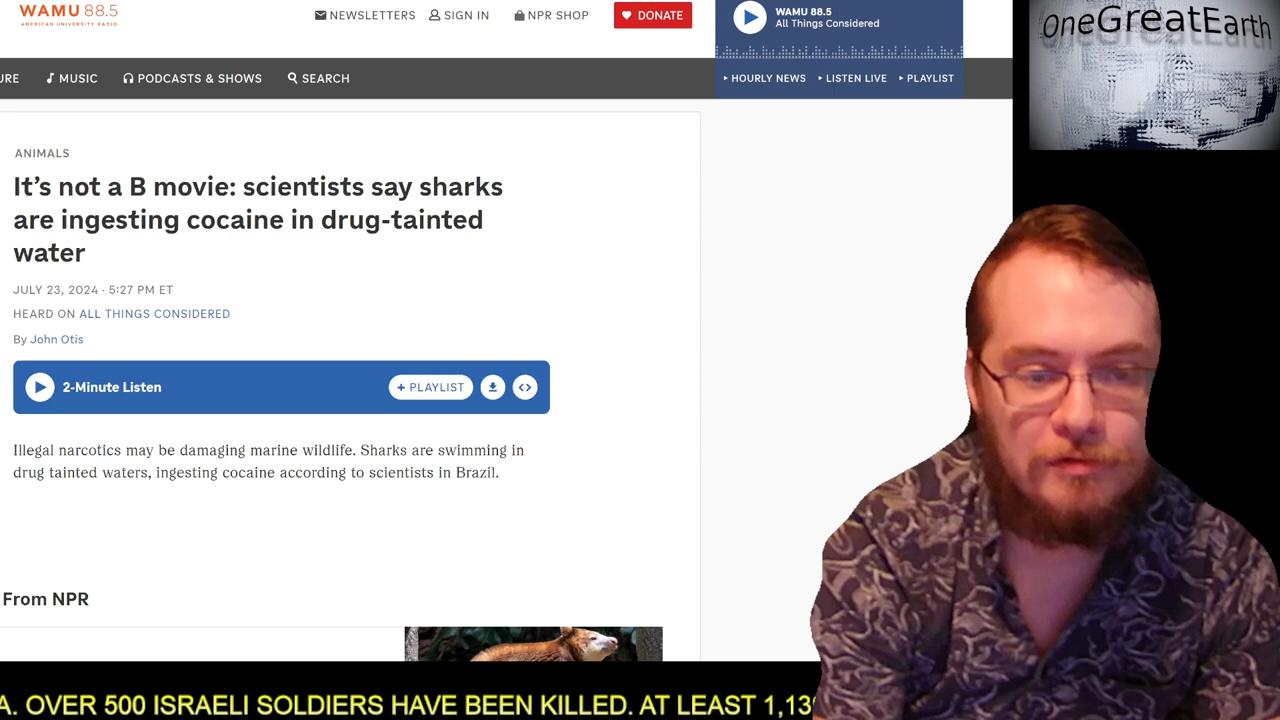 WAMU 88.5
AMERICAN UNIVERSITY RADIO
NEWSLETTERS
SIGN IN
NPR SHOP
DONATE
WAMU 88.5
All Things Considered
OneGreatEarth
URE
MUSIC
PODCASTS & SHOWS
SEARCH
HOURLY NEWS
LISTEN LIVE
PLAYLIST
ANIMALS
It's not a B movie: scientists say sharks
are ingesting cocaine in drug-tainted
water
JULY 23, 2024 · 5:27 PM ET
HEARD ON ALL THINGS CONSIDERED
By John Otis
2-Minute Listen
+ PLAYLIST
Illegal narcotics may be damaging marine wildlife. Sharks are swimming in
drug tainted waters, ingesting cocaine according to scientists in Brazil.
From NPR
A. OVER 500 ISRAELI SOLDIERS HAVE BEEN KILLED. AT LEAST 1,13